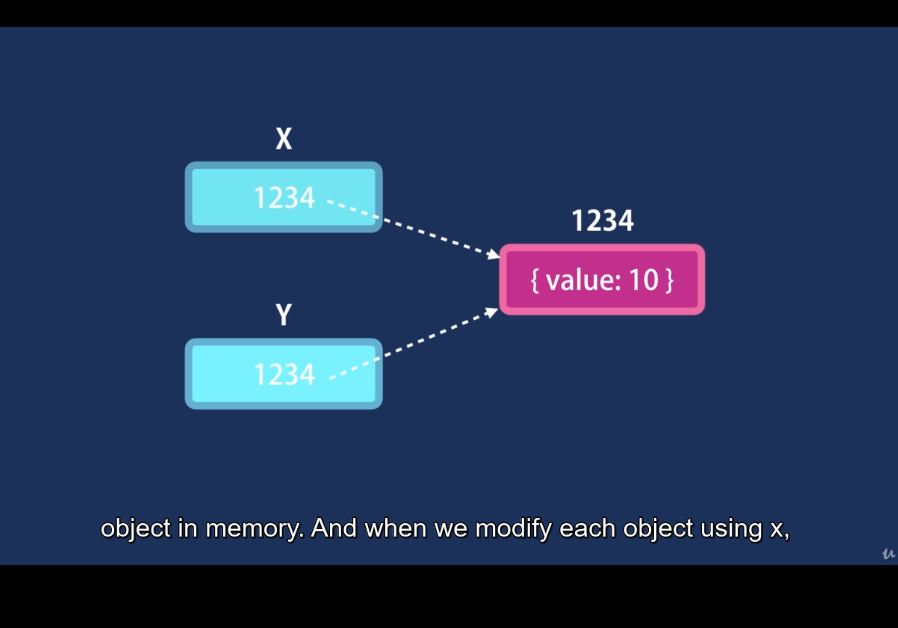 X
1234
1234
{ value: 10 }
Y
1234
object in memory. And when we modify each object using x,
u